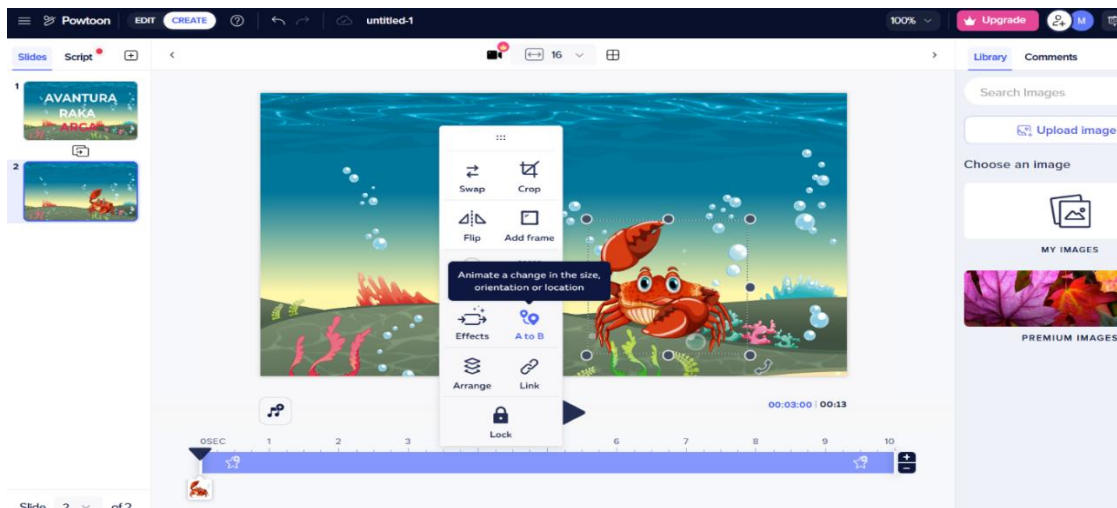 Powtoon EDIT CREATE untitled-1 100% Upgrade M
Slides Script 16 Library Comments
1
AVANTURA
RAKA
ARCA
2
Search Images
Upload image
Choose an image
MY IMAGES
PREMIUM IMAGES
Swap Crop
Flip Add frame
Animate a change in the size,
orientation or location
Effects A to B
Arrange Link
Lock
00:03:00 00:13
0SEC 1 2 3 6 7 8 9 10
Slide 2 of 2